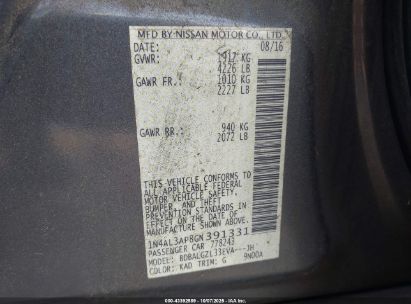 MFD BY NISSAN MOTOR CO., LTD.
DATE: 08/16
GVWR: 1917 KG
4226 LB
GAWR FR.: 1010 KG
2227 LB
GAWR RR.: 940 KG
2072 LB
THIS VEHICLE CONFORMS TO
ALL APPLICABLE FEDERAL
MOTOR VEHICLE SAFETY,
BUMPER, AND THEFT
PREVENTION STANDARDS IN
EFFECT ON THE DATE OF
MANUFACTURE SHOWN ABOVE.
1N4AL3AP8GN391331
PASSENGER CAR 778243
MODEL: BDBALGZL33EVA---JH
COLOR: KAD TRIM: G 9N00A